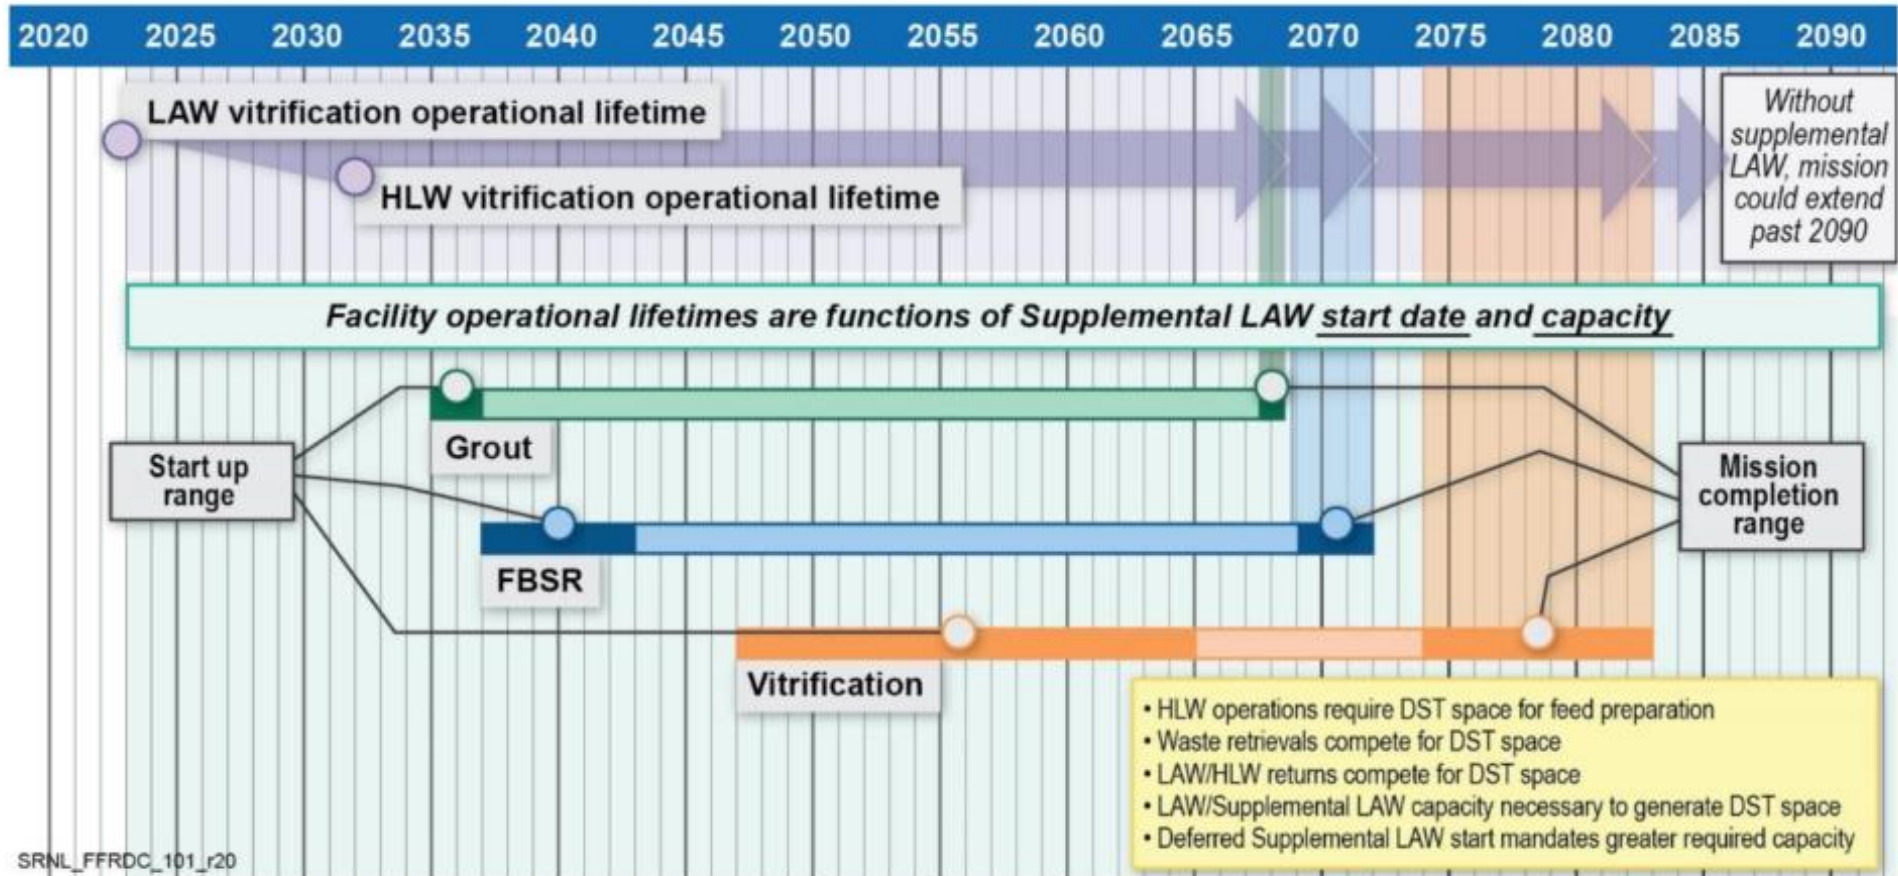 2020 2025 2030 2035 2040 2045 2050 2055 2060 2065 2070 2075 2080 2085 2090
LAW vitrification operational lifetime
HLW vitrification operational lifetime
Without
supplemental
LAW, mission
could extend
past 2090
Facility operational lifetimes are functions of Supplemental LAW start date and capacity
Grout
Start up
range
Mission
completion
range
FBSR
Vitrification
• HLW operations require DST space for feed preparation
• Waste retrievals compete for DST space
• LAW/HLW returns compete for DST space
• LAW/Supplemental LAW capacity necessary to generate DST space
• Deferred Supplemental LAW start mandates greater required capacity
SRNL_FFRDC_101_r20